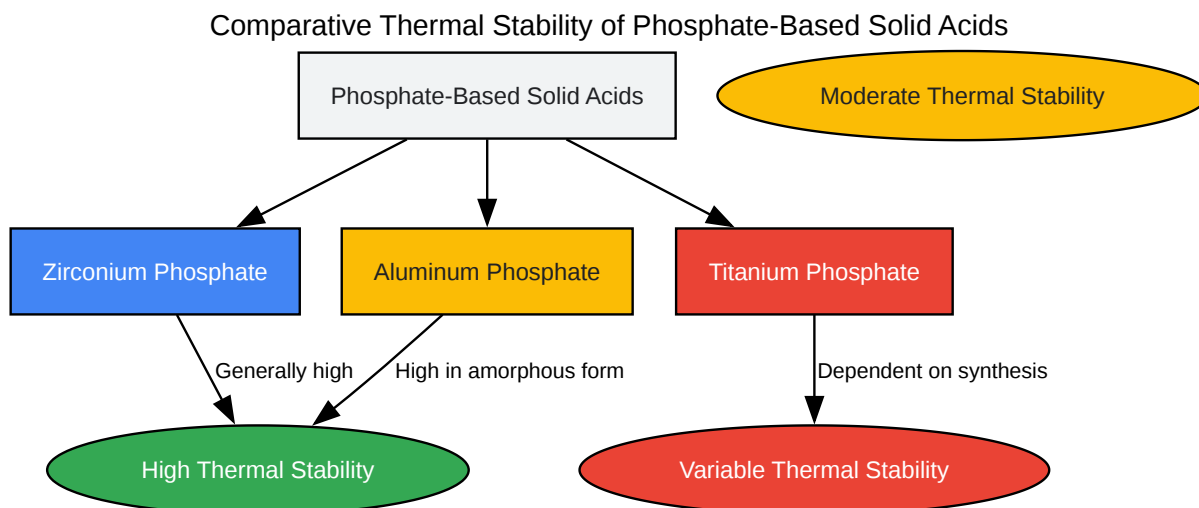 Comparative Thermal Stability of Phosphate-Based Solid Acids
Phosphate-Based Solid Acids
Moderate Thermal Stability
Zirconium Phosphate
Aluminum Phosphate
Titanium Phosphate
Generally high
High in amorphous form
Dependent on synthesis
High Thermal Stability
Variable Thermal Stability